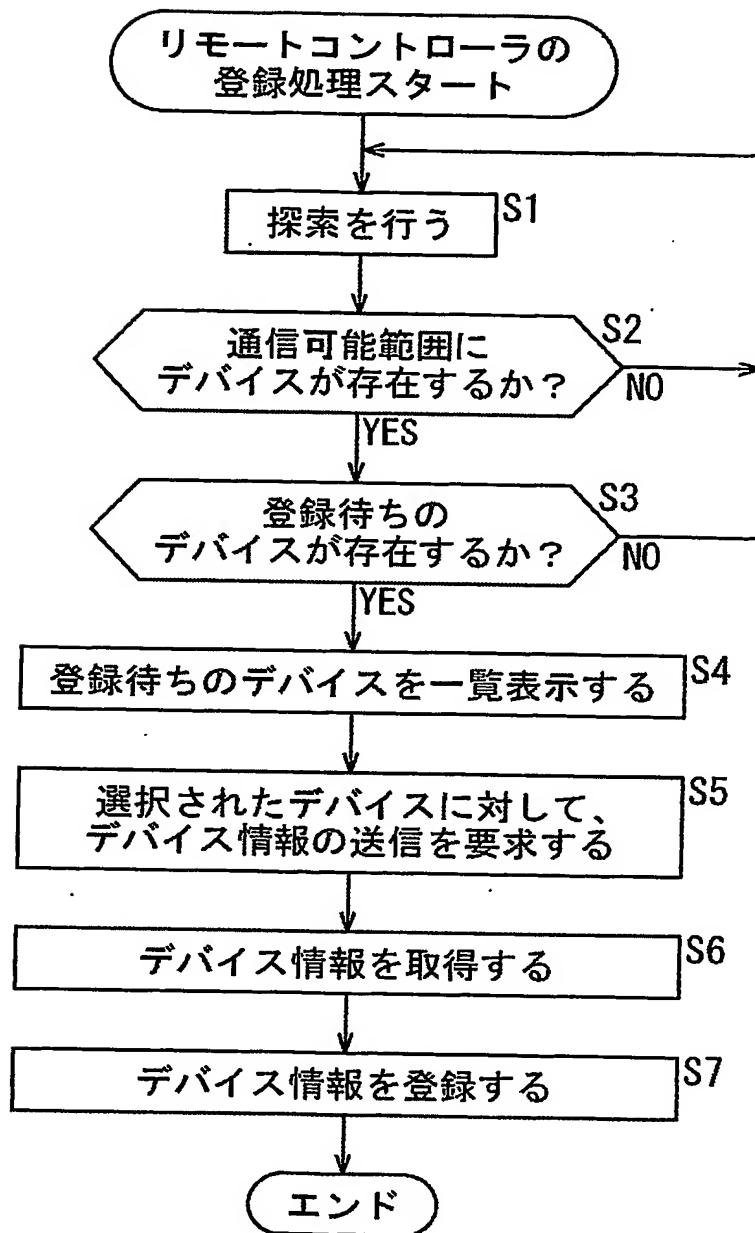 リモートコントローラの
登録処理スタート
探索を行う
S1
通信可能範囲に
デバイスが存在するか？
S2
NO
YES
登録待ちの
デバイスが存在するか？
S3
NO
YES
登録待ちのデバイスを一覧表示する
S4
選択されたデバイスに対して、
デバイス情報の送信を要求する
S5
デバイス情報を取得する
S6
デバイス情報を登録する
S7
エンド